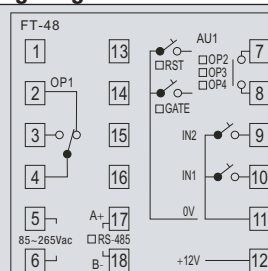 FT-48
1 13 AU1 7
□RST □OP2
□OP3
□OP4
2 OP1 14 8
□GATE
3 15 IN2 9
4 16 IN1 10
5 A+ 17 0V 11
85~265Vac □RS-485
6 B- 18 +12V 12